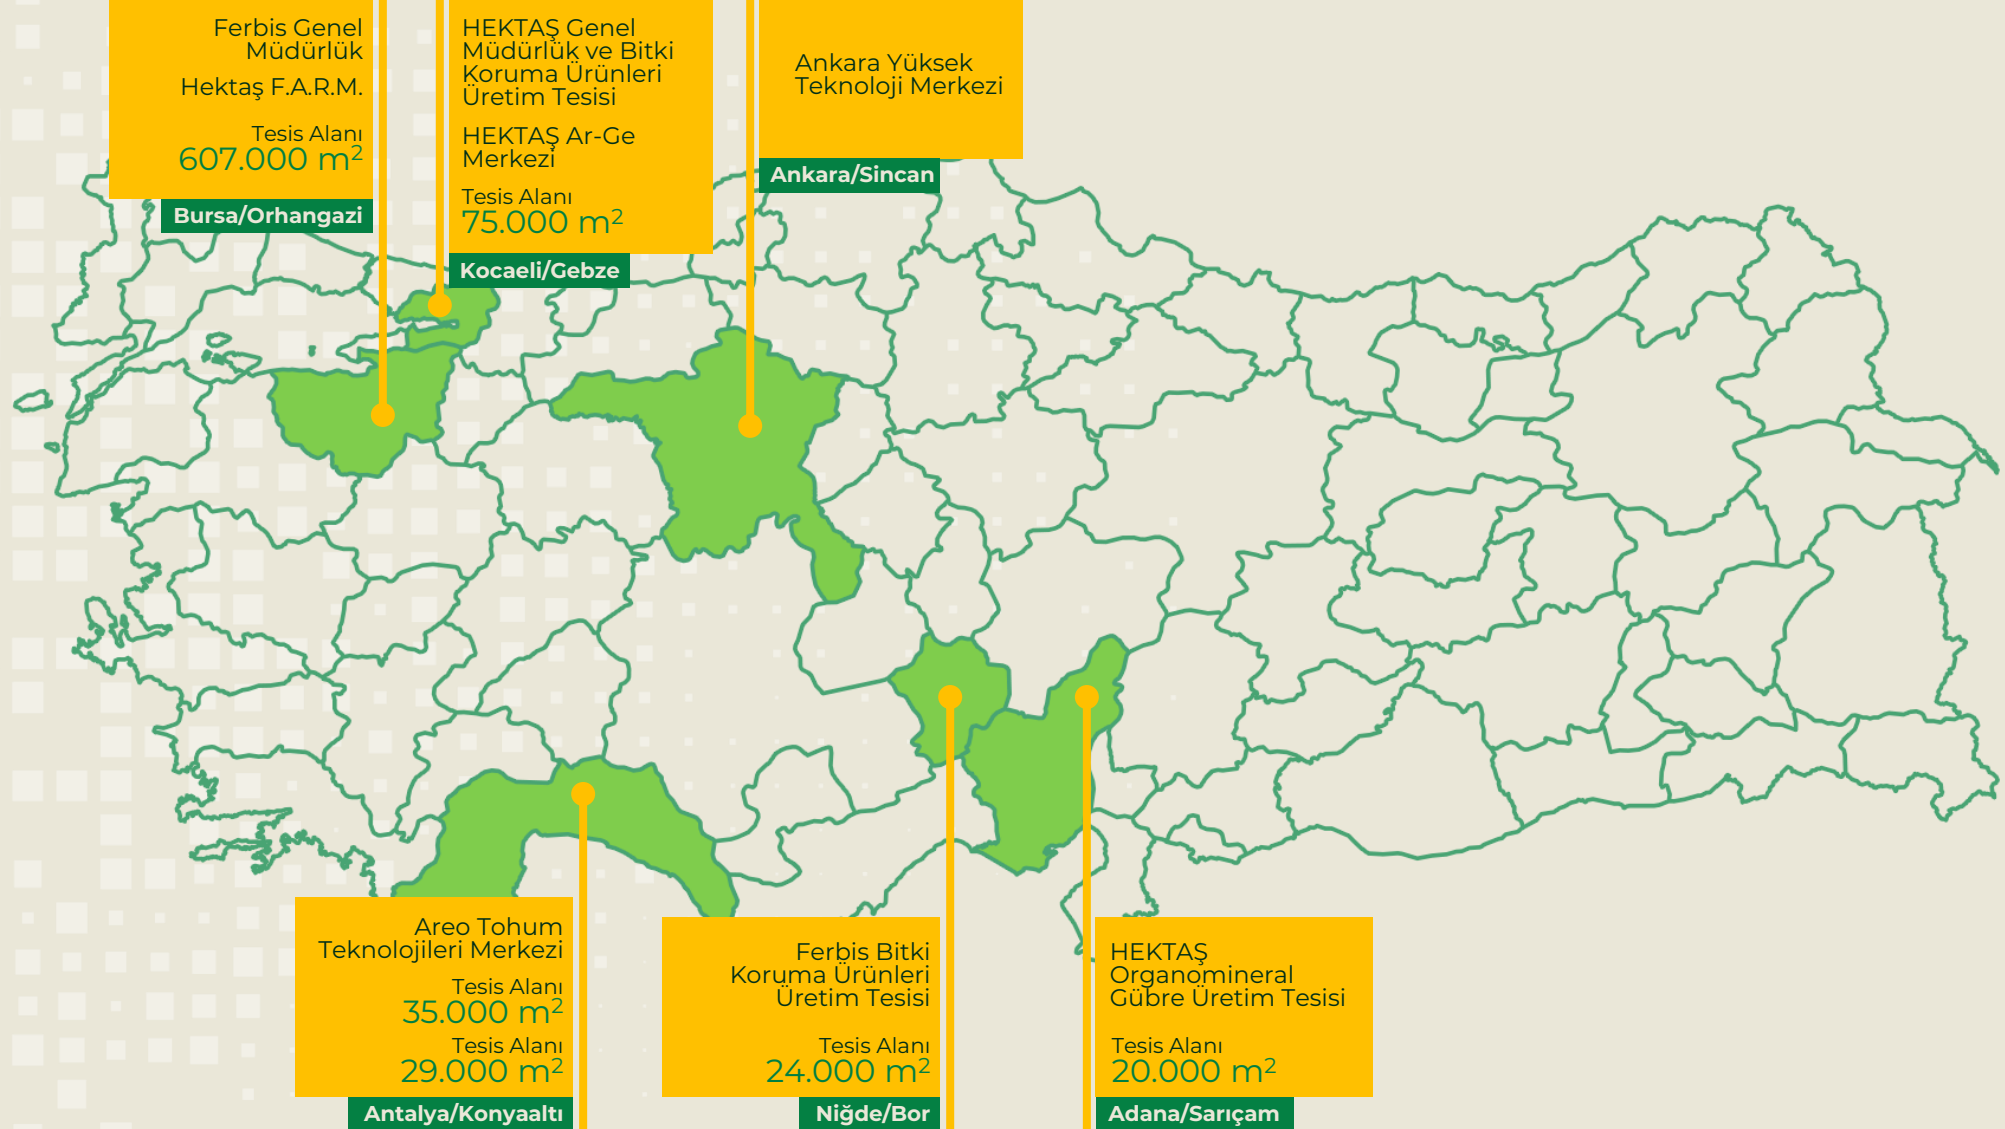 Ferbis Genel
Müdürlük
Hektaş F.A.R.M.
Tesis Alanı
607.000 m²
Bursa/Orhangazi
HEKTAŞ Genel
Müdürlük ve Bitki
Koruma Ürünleri
Üretim Tesisi
HEKTAŞ Ar-Ge
Merkezi
Tesis Alanı
75.000 m²
Kocaeli/Gebze
Ankara Yüksek
Teknoloji Merkezi
Ankara/Sincan
Areo Tohum
Teknolojileri Merkezi
Tesis Alanı
35.000 m²
Tesis Alanı
29.000 m²
Antalya/Konyaaltı
Ferbis Bitki
Koruma Ürünleri
Üretim Tesisi
Tesis Alanı
24.000 m²
Niğde/Bor
HEKTAŞ
Organomineral
Gübre Üretim Tesisi
Tesis Alanı
20.000 m²
Adana/Sarıçam